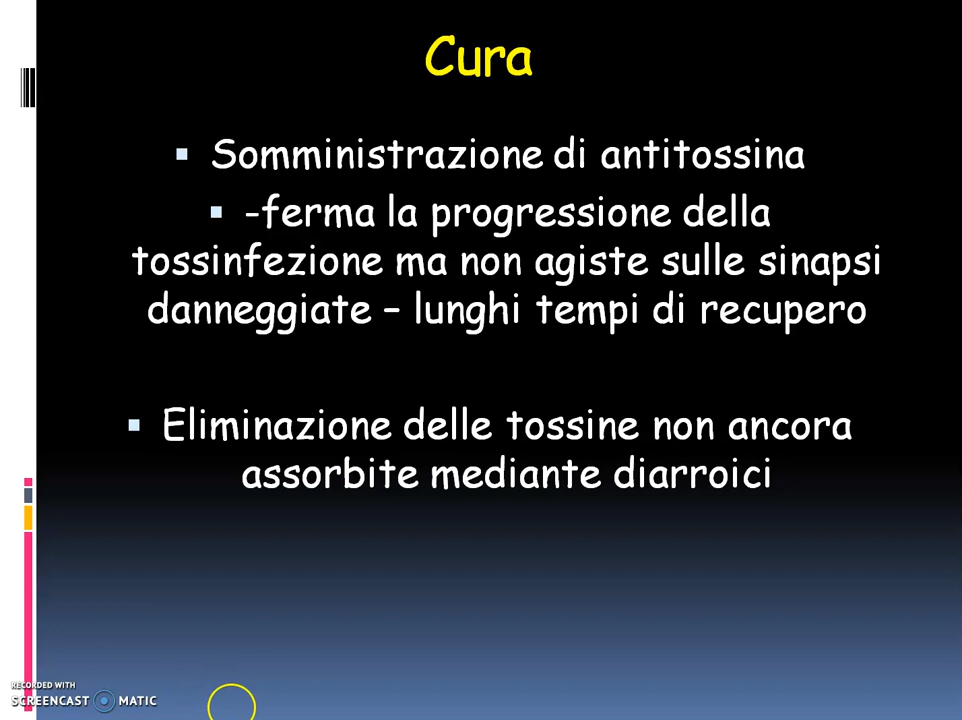 Cura
▪ Somministrazione di antitossina
▪ -ferma la progressione della
tossinfezione ma non agiste sulle sinapsi
danneggiate – lunghi tempi di recupero
▪ Eliminazione delle tossine non ancora
assorbite mediante diarroici
RECORDED WITH
SCREENCAST MATIC